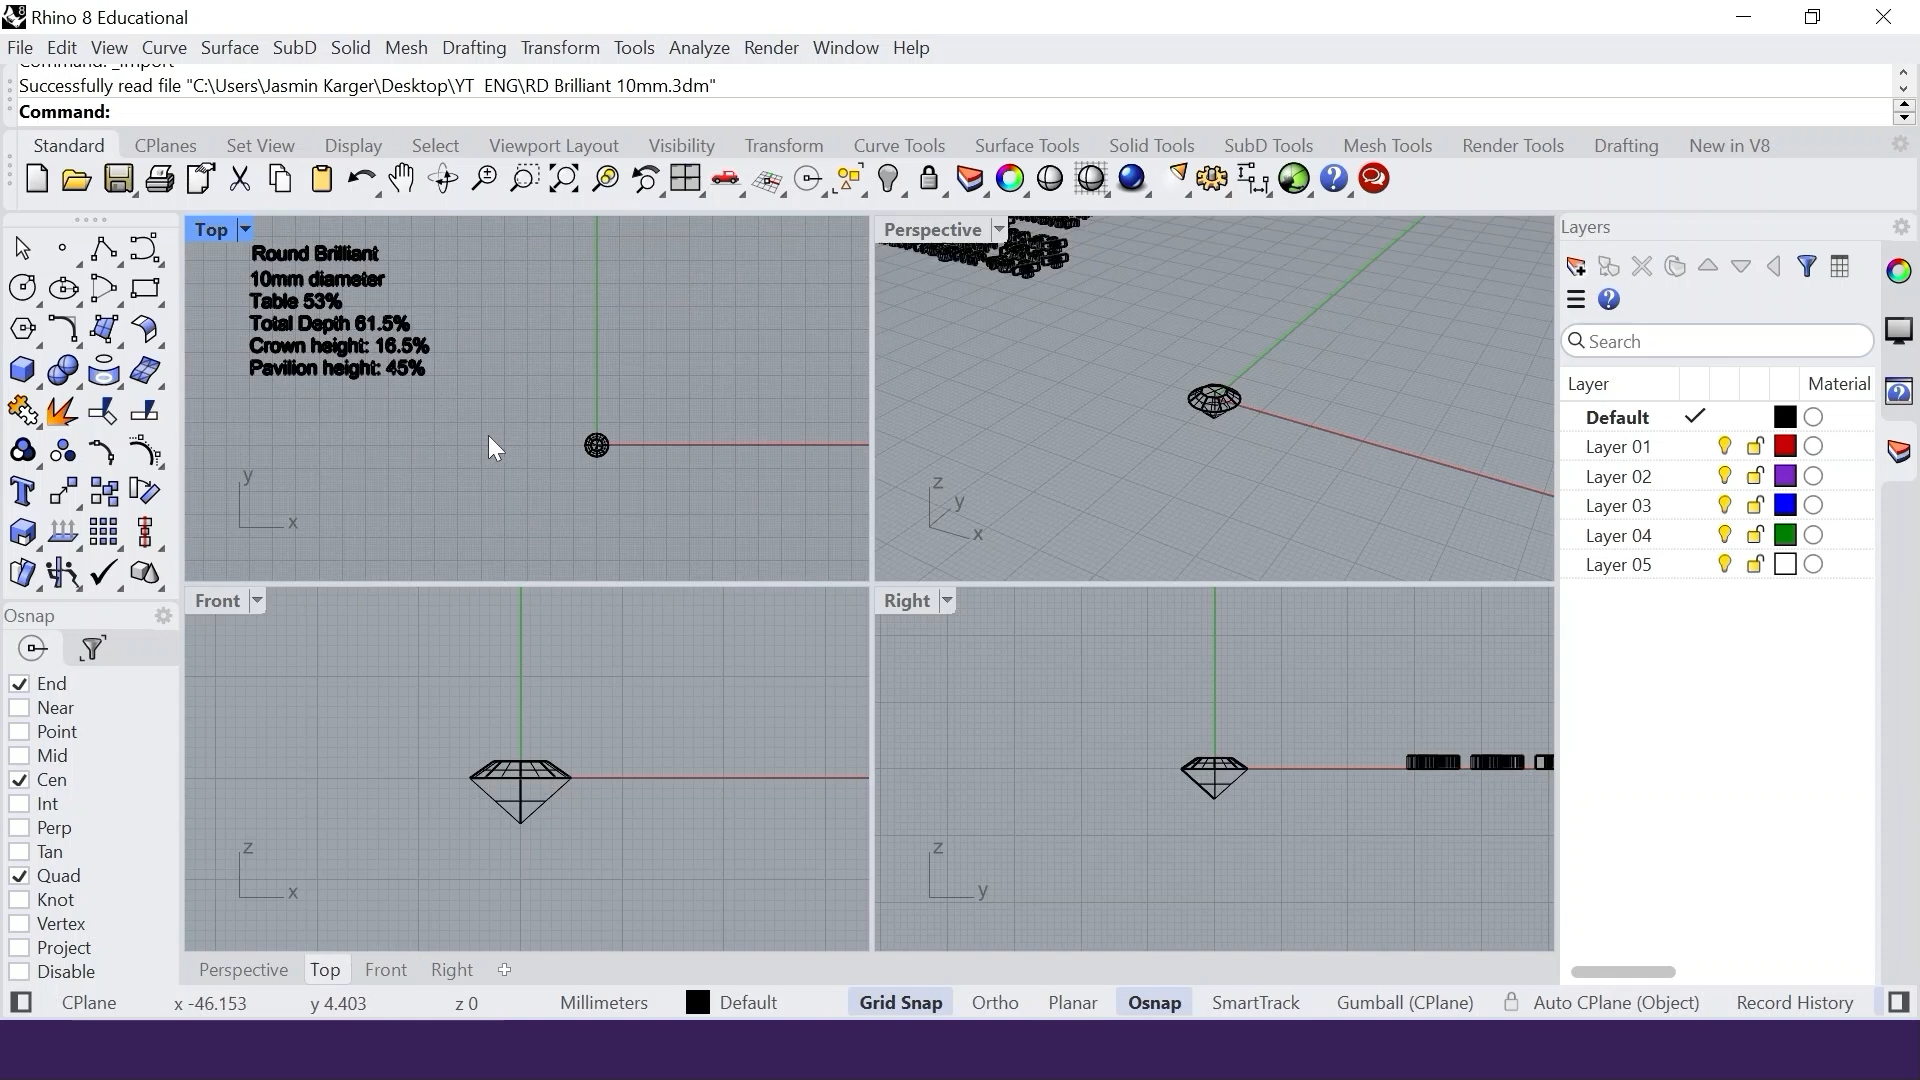 Rhino 8 Educational
File Edit View Curve Surface SubD Solid Mesh Drafting Transform Tools Analyze Render Window Help
Command: _Import
Successfully read file "C:\Users\Jasmin Karger\Desktop\YT  ENG\RD Brilliant 10mm.3dm"
Command:
Standard CPlanes Set View Display Select Viewport Layout Visibility Transform Curve Tools Surface Tools Solid Tools SubD Tools Mesh Tools Render Tools Drafting New in V8
Top
Round Brilliant
10mm diameter
Table 53%
Total Depth 61.5%
Crown height: 16.5%
Pavilion height: 45%
y
x
Perspective
z
y
x
Front
z
x
Right
z
y
Layers
Search
Layer Material
Default
Layer 01
Layer 02
Layer 03
Layer 04
Layer 05
Osnap
End
Near
Point
Mid
Cen
Int
Perp
Tan
Quad
Knot
Vertex
Project
Disable
Perspective Top Front Right
CPlane x -46.153 y 4.403 z 0 Millimeters Default Grid Snap Ortho Planar Osnap SmartTrack Gumball (CPlane) Auto CPlane (Object) Record History